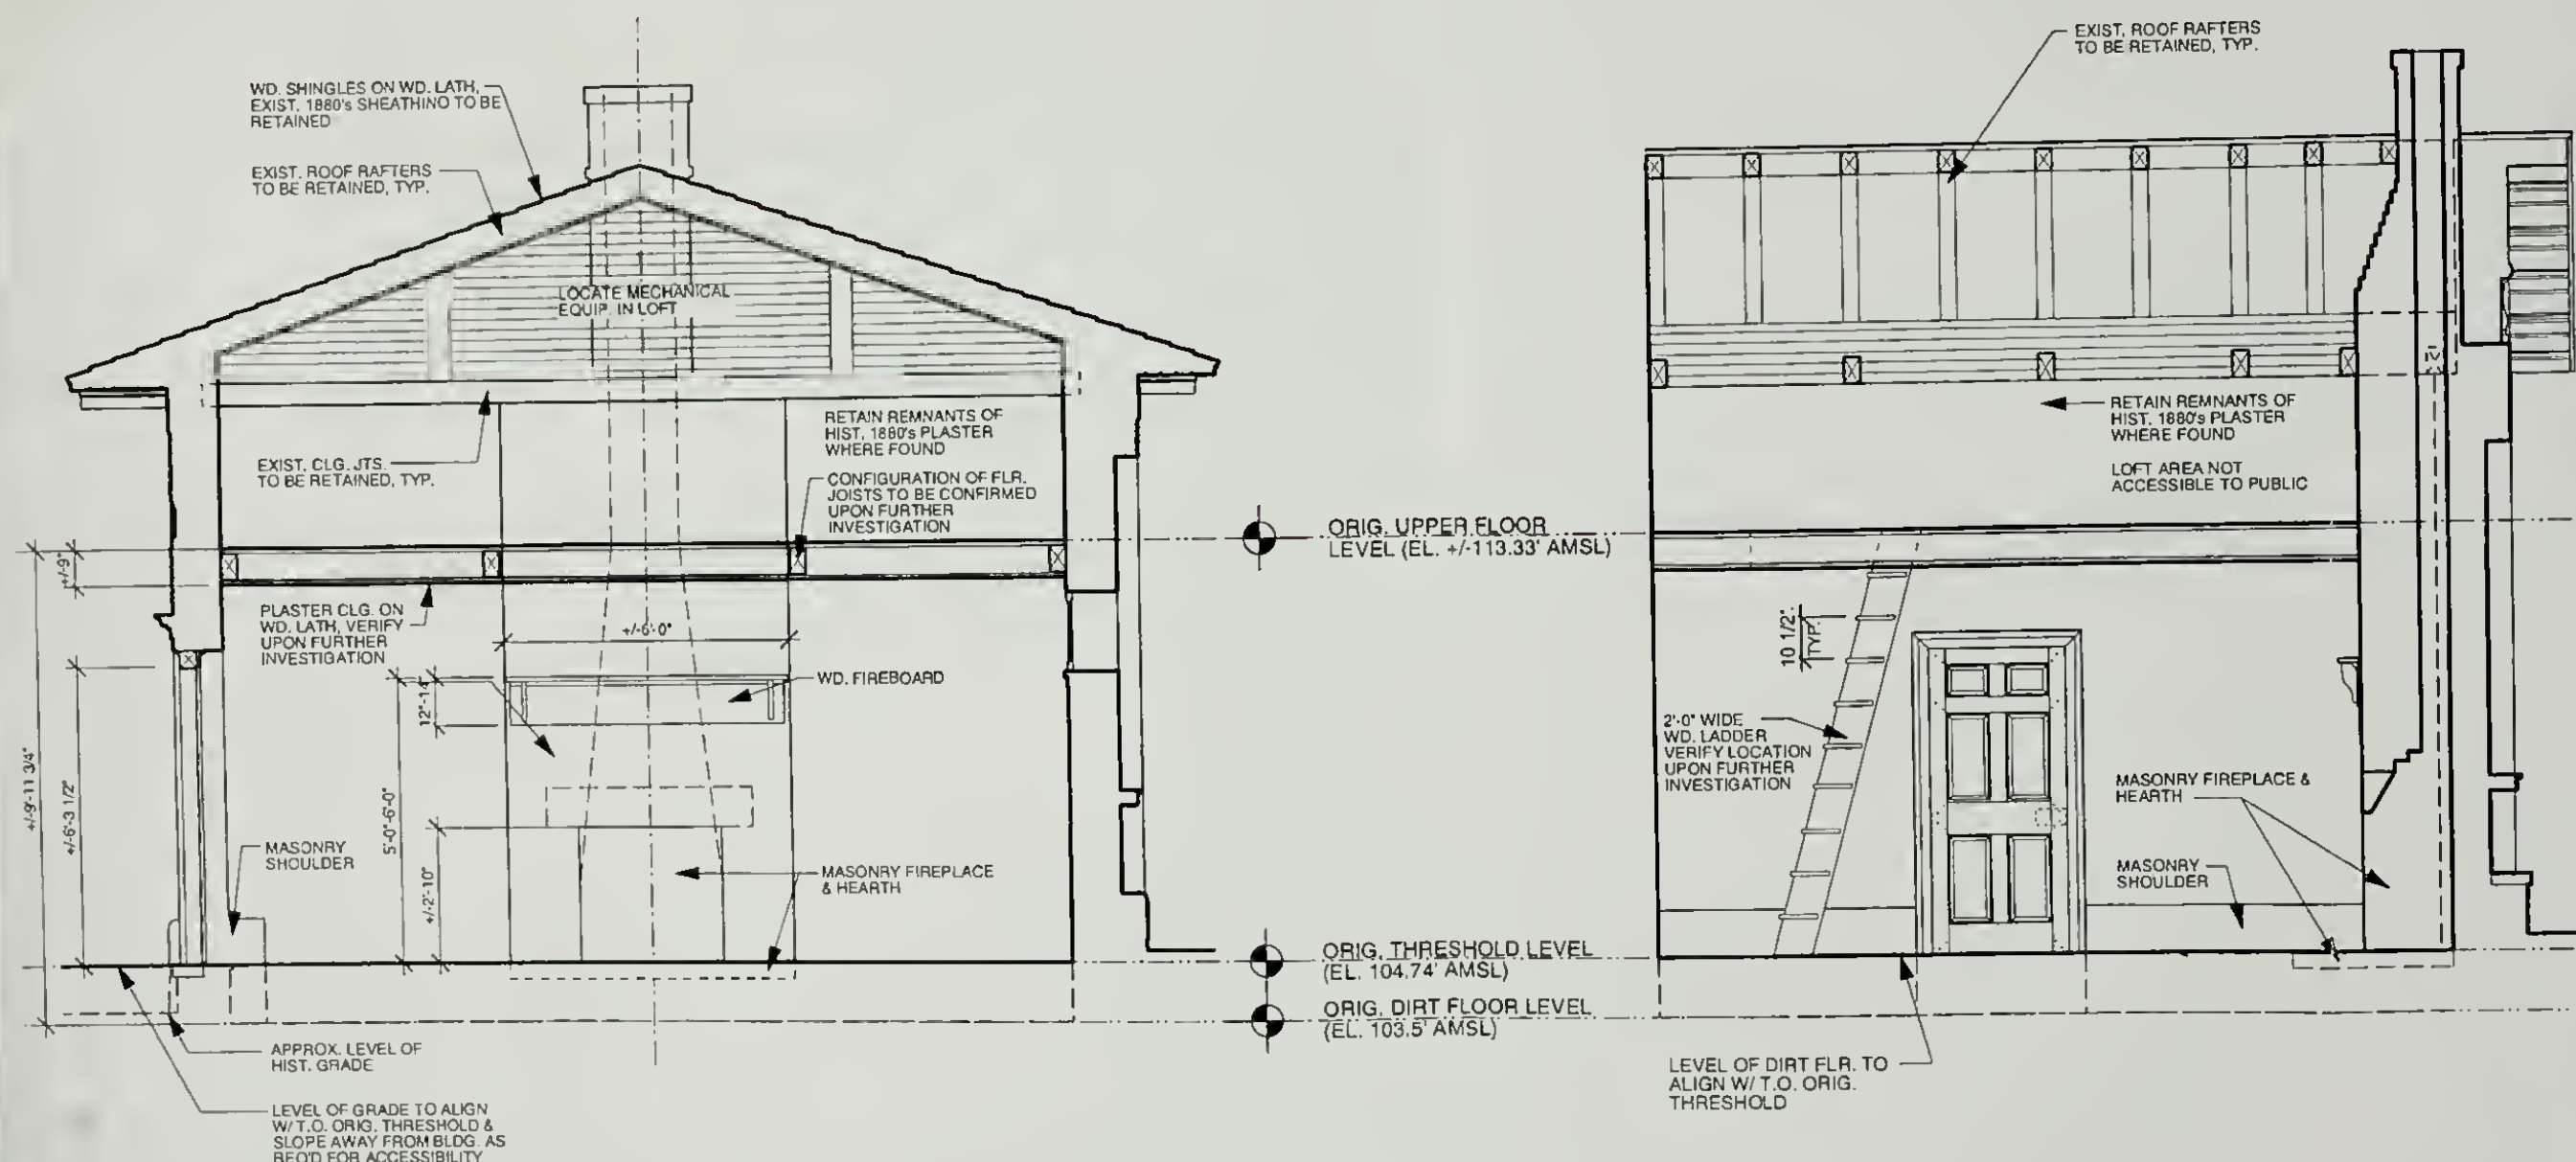 WD. SHINGLES ON WD. LATH,
EXIST. 1880's SHEATHINO TO BE
RETAINED
EXIST. ROOF RAFTERS
TO BE RETAINED, TYP.
LOCATE MECHANICAL
EQUIP. IN LOFT
EXIST. CLG. JTS.
TO BE RETAINED, TYP.
RETAIN REMNANTS OF
HIST. 1880's PLASTER
WHERE FOUND
CONFIGURATION OF FLR.
JOISTS TO BE CONFIRMED
UPON FURTHER
INVESTIGATION
+/-9"
PLASTER CLG. ON
WD. LATH, VERIFY
UPON FURTHER
INVESTIGATION
+/-6'-0"
WD. FIREBOARD
12"-14"
+/-9'-11 3/4"
+/-6'-3 1/2"
5'-0"-6'-0"
+/-2'-10"
MASONRY
SHOULDER
MASONRY FIREPLACE
& HEARTH
APPROX. LEVEL OF
HIST. GRADE
LEVEL OF GRADE TO ALIGN
W/ T.O. ORIG. THRESHOLD &
SLOPE AWAY FROM BLDG. AS
REQ'D FOR ACCESSIBILITY
ORIG. UPPER FLOOR
LEVEL (EL. +/-113.33' AMSL)
ORIG. THRESHOLD LEVEL
(EL. 104.74' AMSL)
ORIG. DIRT FLOOR LEVEL
(EL. 103.5' AMSL)
EXIST. ROOF RAFTERS
TO BE RETAINED, TYP.
RETAIN REMNANTS OF
HIST. 1880's PLASTER
WHERE FOUND
LOFT AREA NOT
ACCESSIBLE TO PUBLIC
10 1/2"
TYP.
2'-0" WIDE
WD. LADDER
VERIFY LOCATION
UPON FURTHER
INVESTIGATION
MASONRY FIREPLACE &
HEARTH
MASONRY
SHOULDER
LEVEL OF DIRT FLR. TO
ALIGN W/ T.O. ORIG.
THRESHOLD